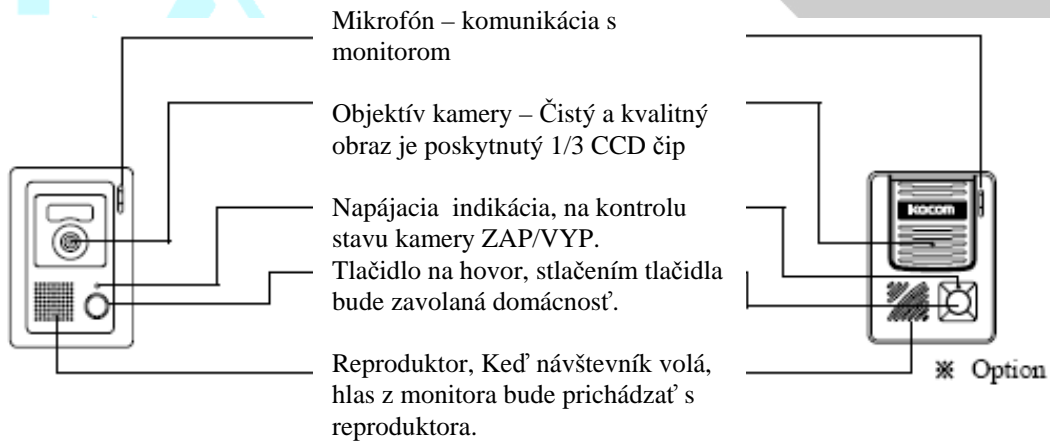 Mikrofón – komunikácia s
monitorom
Objektív kamery – Čistý a kvalitný
obraz je poskytnutý 1/3 CCD čip
Napájacia indikácia, na kontrolu
stavu kamery ZAP/VYP.
Tlačidlo na hovor, stlačením tlačidla
bude zavolaná domácnosť.
Reproduktor, Keď návštevník volá,
hlas z monitora bude prichádzať s
reproduktora.
KOCOM
※ Option